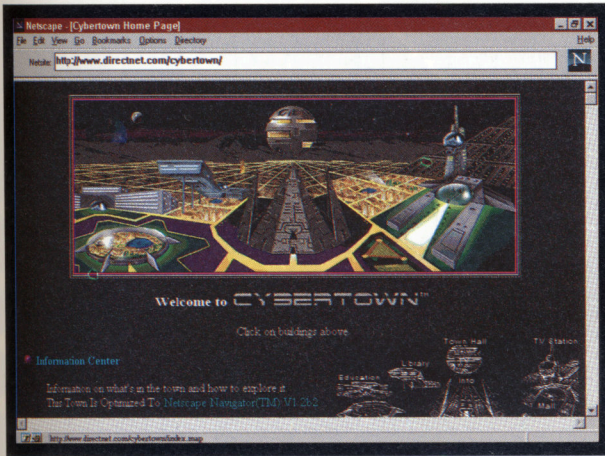 Netscape - [Cybertown Home Page]
File Edit View Go Bookmarks Options Directory Help
Netsite: http://www.directnet.com/cybertown/
N
Welcome to CYBERTOWN™
Click on buildings above
Information Center
Information on what's in the town and how to explore it
This Town Is Optimized To Netscape Navigator(TM) V1.2b2
Town Hall
TV Station
Library
Info
Education
Mall
http://www.directnet.com/cybertown/index.map